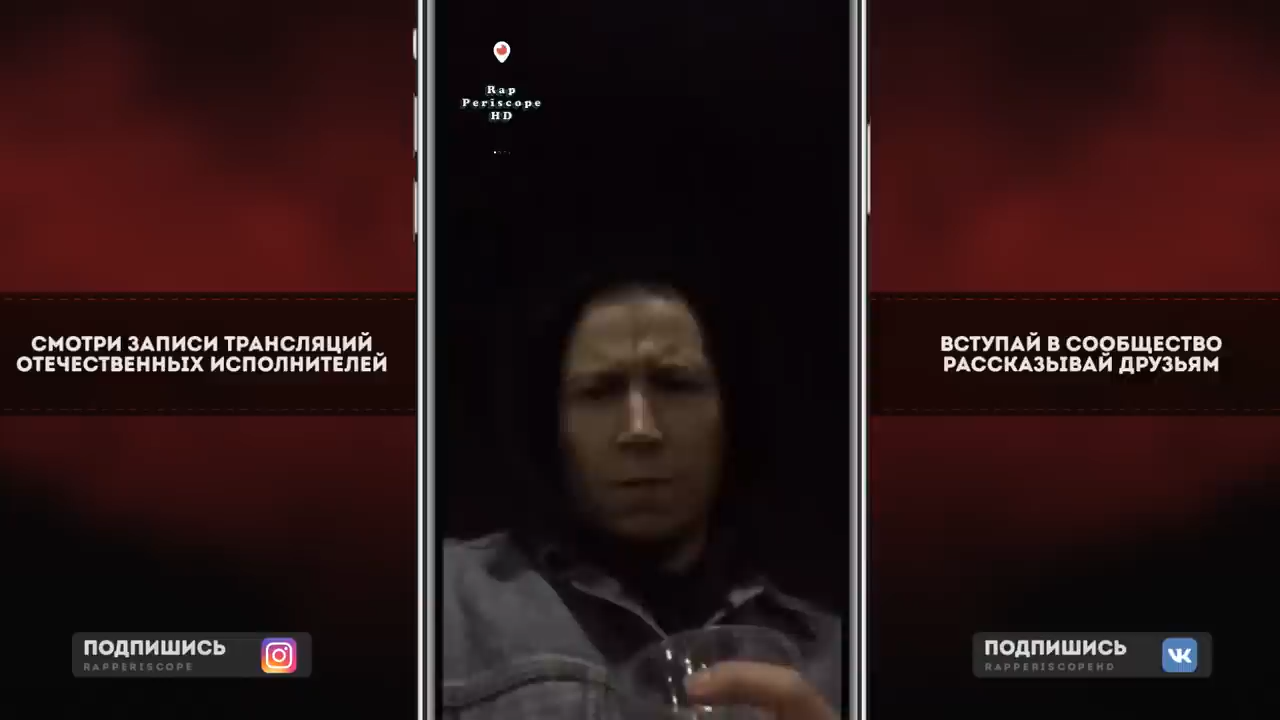 Rap
Periscope
HD
СМОТРИ ЗАПИСИ ТРАНСЛЯЦИЙ
ОТЕЧЕСТВЕННЫХ ИСПОЛНИТЕЛЕЙ
ВСТУПАЙ В СООБЩЕСТВО
РАССКАЗЫВАЙ ДРУЗЬЯМ
ПОДПИШИСЬ
RAPPERISCOPE
ПОДПИШИСЬ
RAPPERISCOPEHD